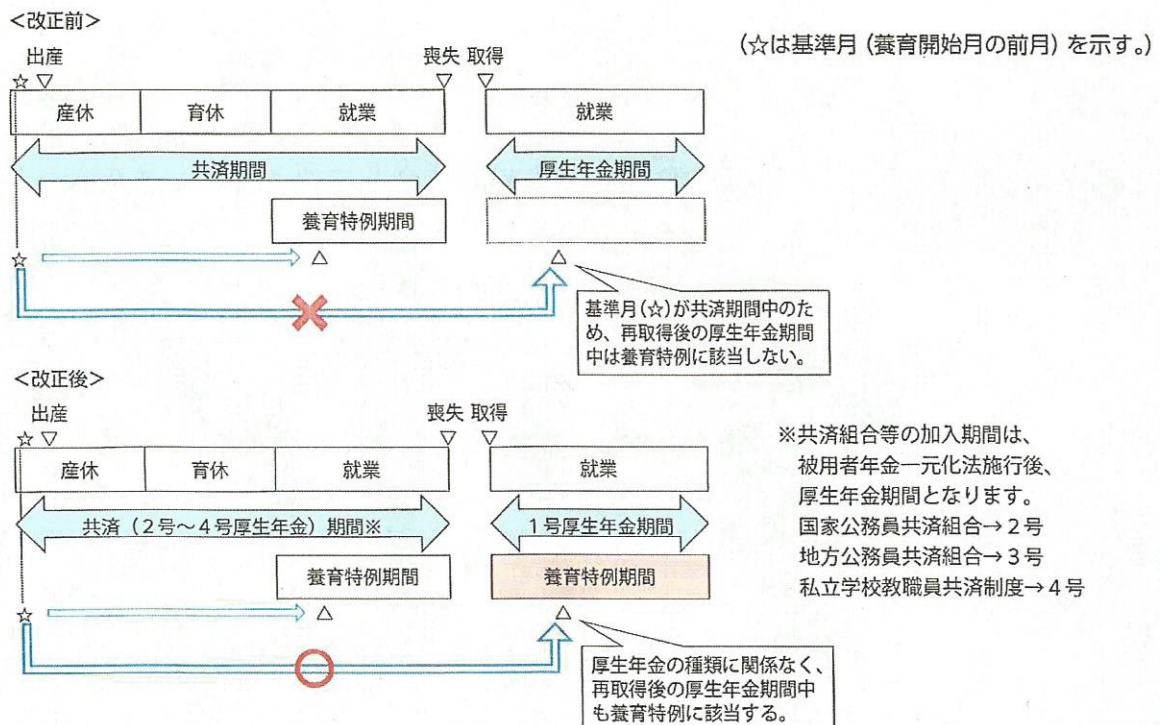 <改正前>
(☆は基準月(養育開始月の前月)を示す。)
出産
喪失 取得
☆ ▽ ▽ ▽
産休 育休 就業 就業
共済期間 厚生年金期間
養育特例期間
☆ △ △
基準月(☆)が共済期間中のた
め、再取得後の厚生年金期間
中は養育特例に該当しない。
<改正後>
出産
喪失 取得
☆ ▽ ▽ ▽
産休 育休 就業 就業
共済(2号~4号厚生年金)期間※ 1号厚生年金期間
養育特例期間 養育特例期間
☆ △ △
厚生年金の種類に関係なく、
再取得後の厚生年金期間中
も養育特例に該当する。
※共済組合等の加入期間は、
被用者年金一元化法施行後、
厚生年金期間となります。
国家公務員共済組合→2号
地方公務員共済組合→3号
私立学校教職員共済制度→4号